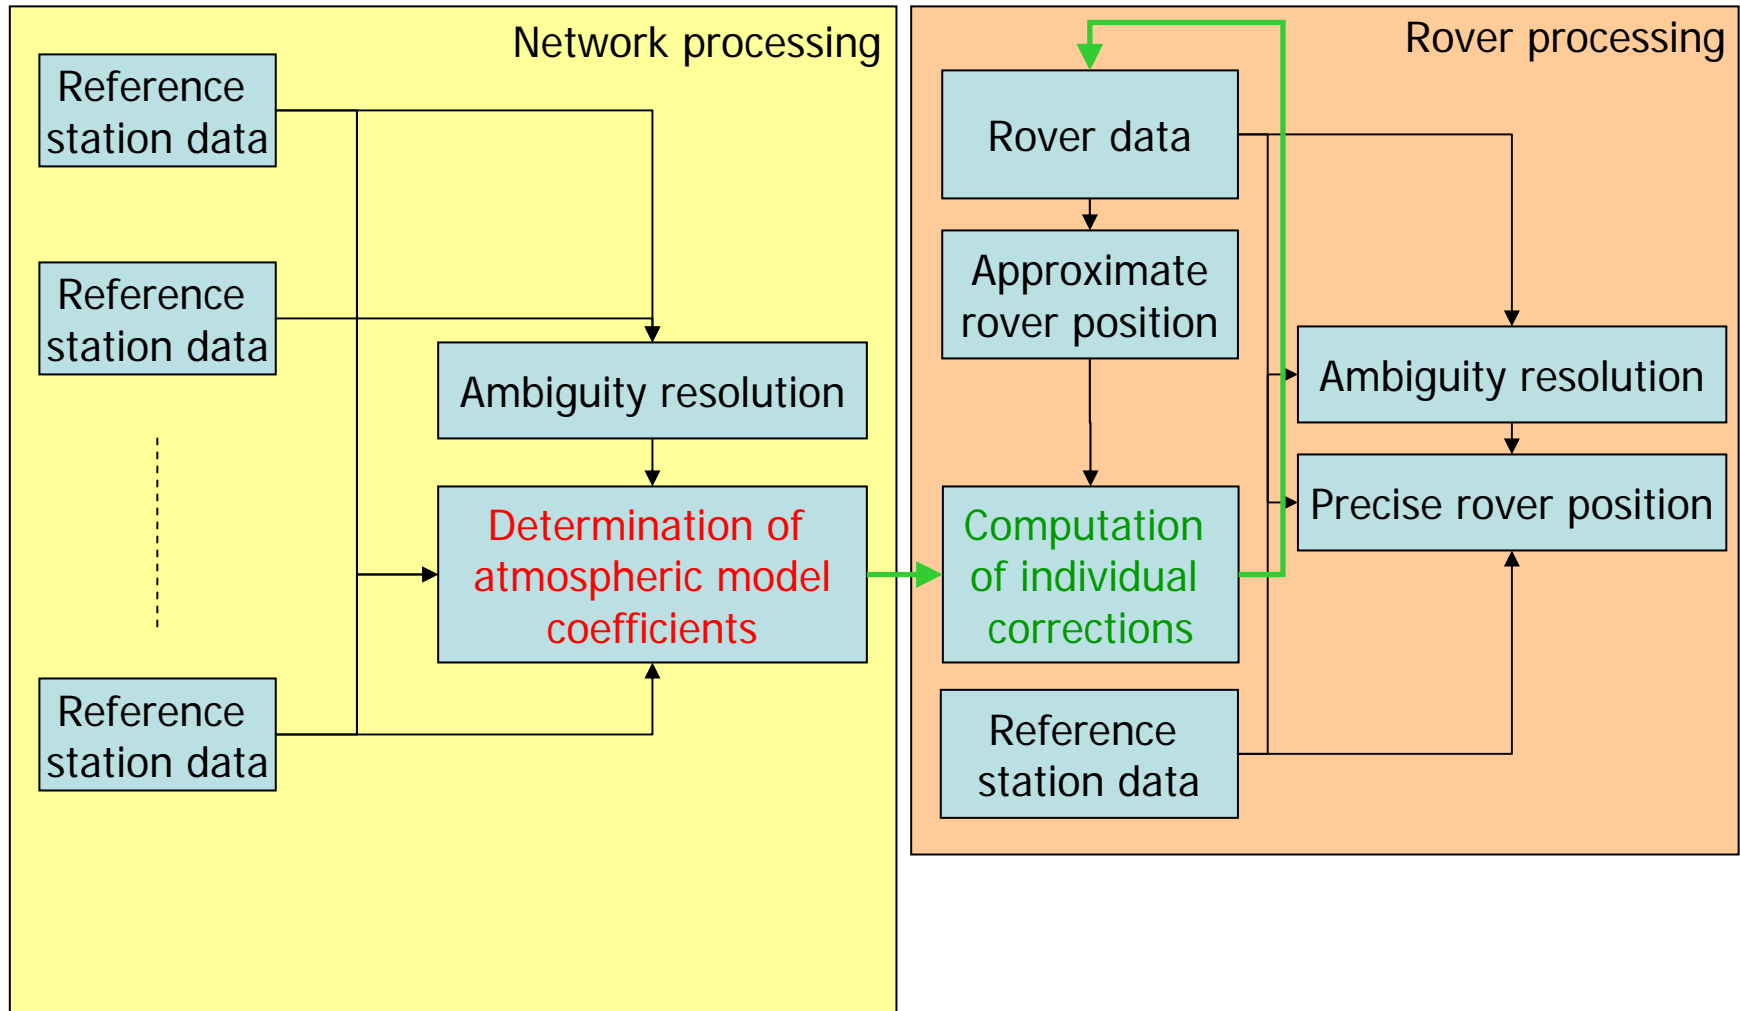 Network processing
Reference
station data
Reference
station data
Ambiguity resolution
Determination of
atmospheric model
coefficients
Reference
station data
Rover processing
Rover data
Approximate
rover position
Ambiguity resolution
Precise rover position
Computation
of individual
corrections
Reference
station data